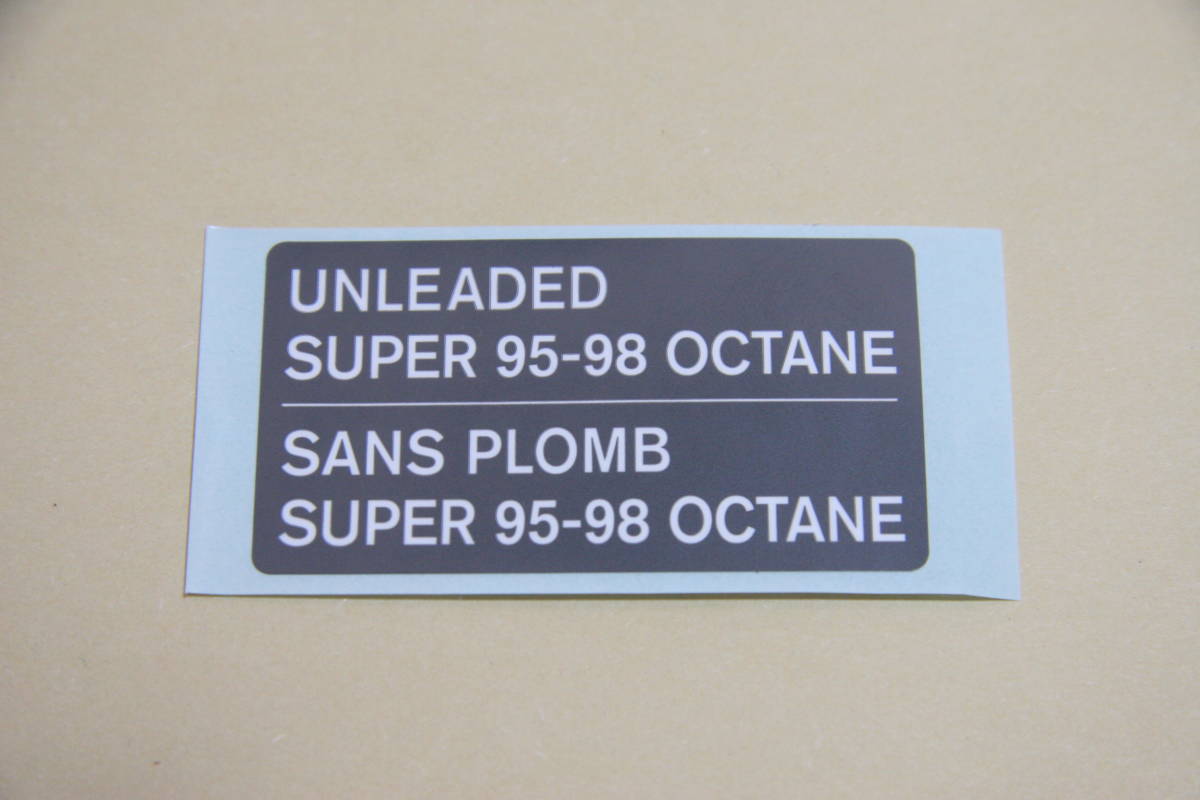 UNLEADED
SUPER 95-98 OCTANE
SANS PLOMB
SUPER 95-98 OCTANE